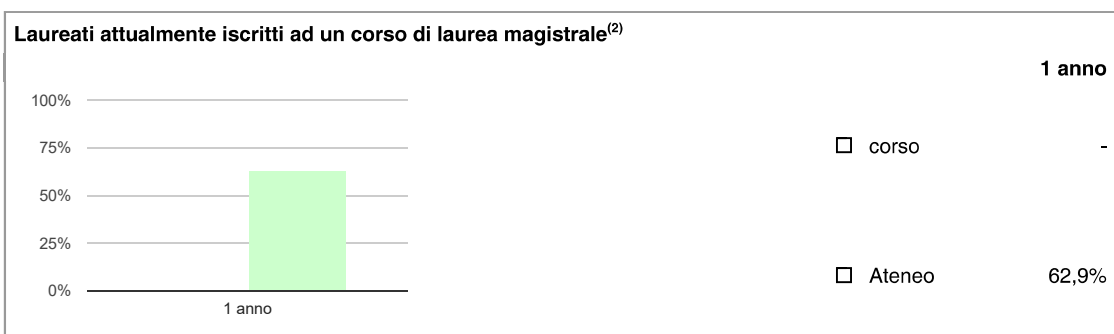 Laureati attualmente iscritti ad un corso di laurea magistrale(2)
1 anno
100%
75%
50%
25%
0%
1 anno
corso -
Ateneo 62,9%